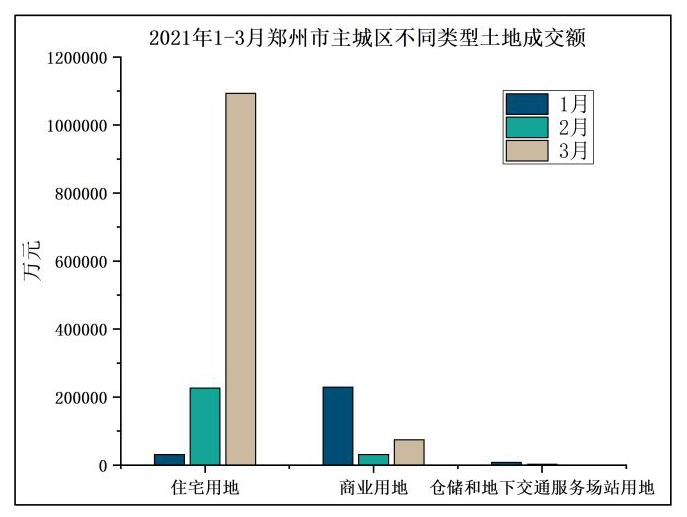 2021年1-3月郑州市主城区不同类型土地成交额
1200000
1000000
800000
600000
400000
200000
0
万元
1月
2月
3月
住宅用地
商业用地
仓储和地下交通服务场站用地